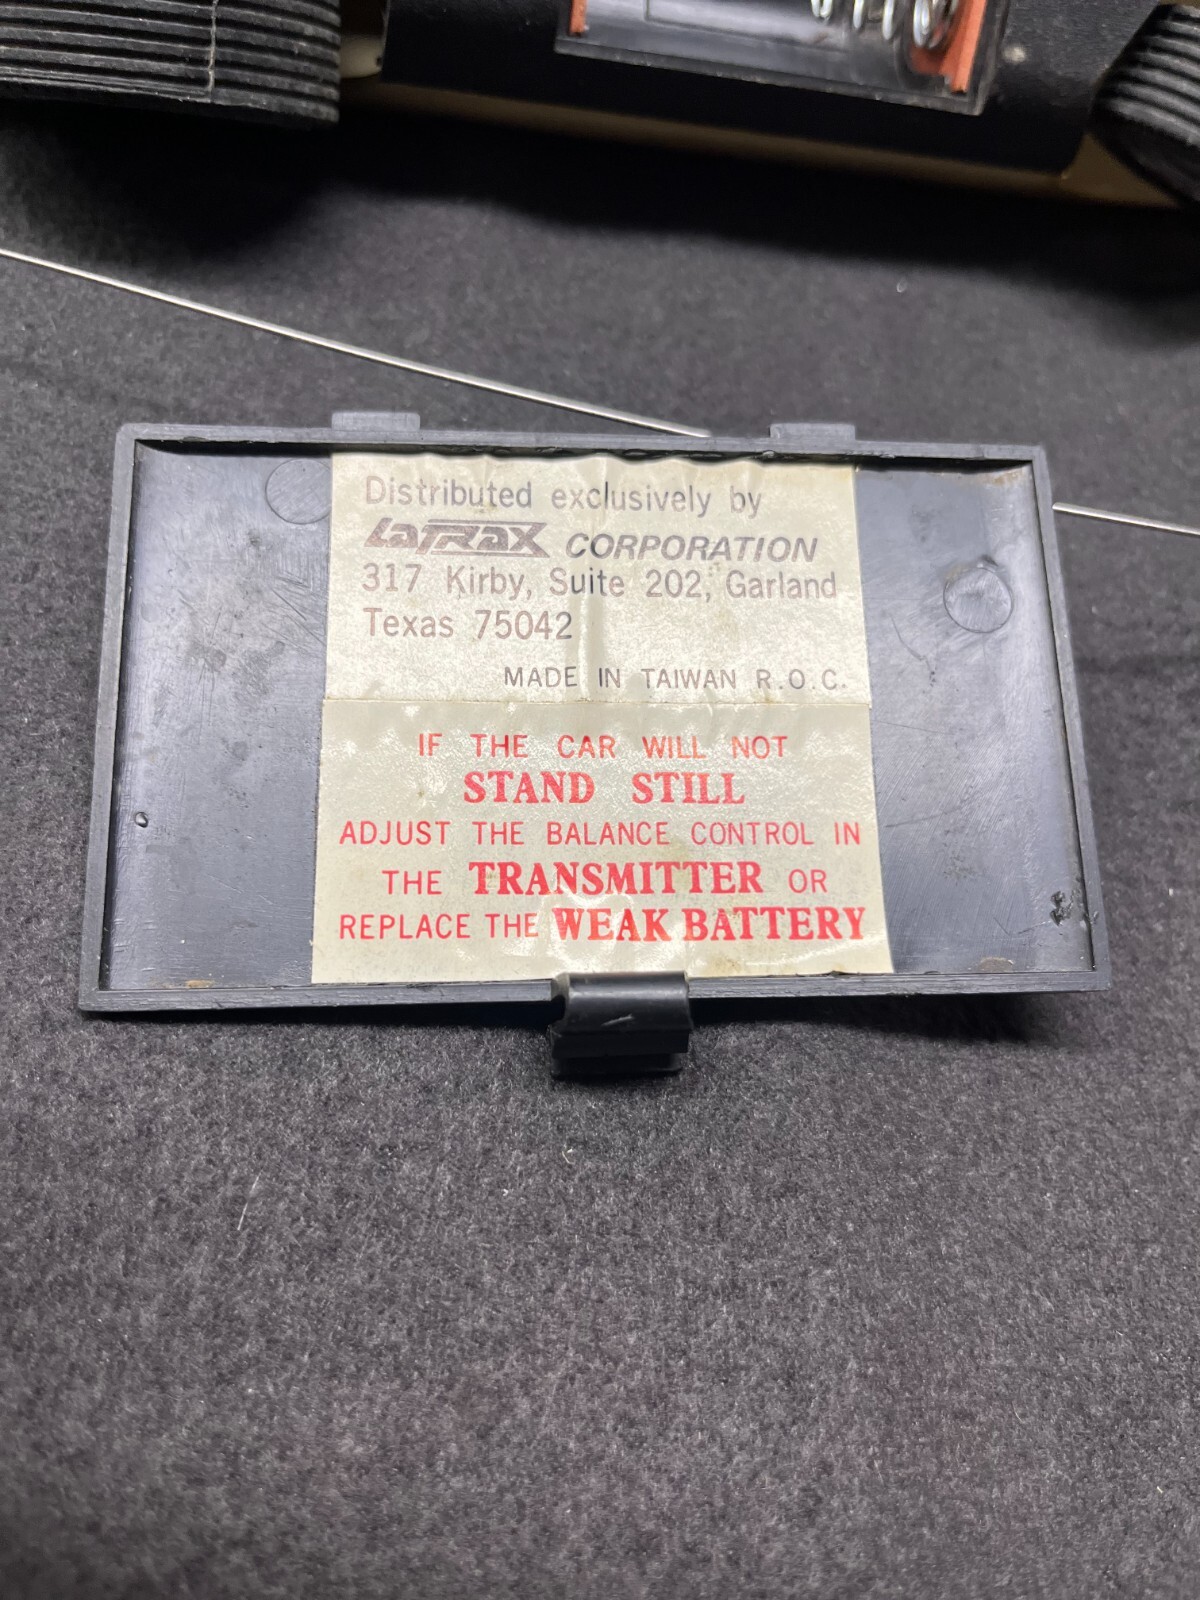 Distributed exclusively by
LaTRaX CORPORATION
317 Kirby, Suite 202, Garland
Texas 75042
MADE IN TAIWAN R.O.C.
IF THE CAR WILL NOT
STAND STILL
ADJUST THE BALANCE CONTROL IN
THE TRANSMITTER OR
REPLACE THE WEAK BATTERY